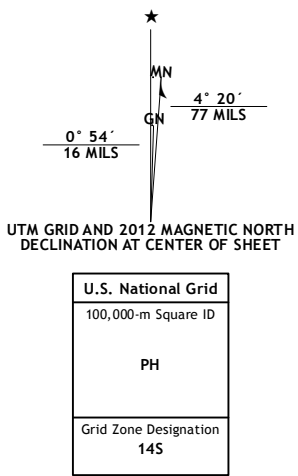 ★
MN
4° 20´
77 MILS
GN
0° 54´
16 MILS
UTM GRID AND 2012 MAGNETIC NORTH
DECLINATION AT CENTER OF SHEET
U.S. National Grid
100,000-m Square ID
PH
Grid Zone Designation
14S